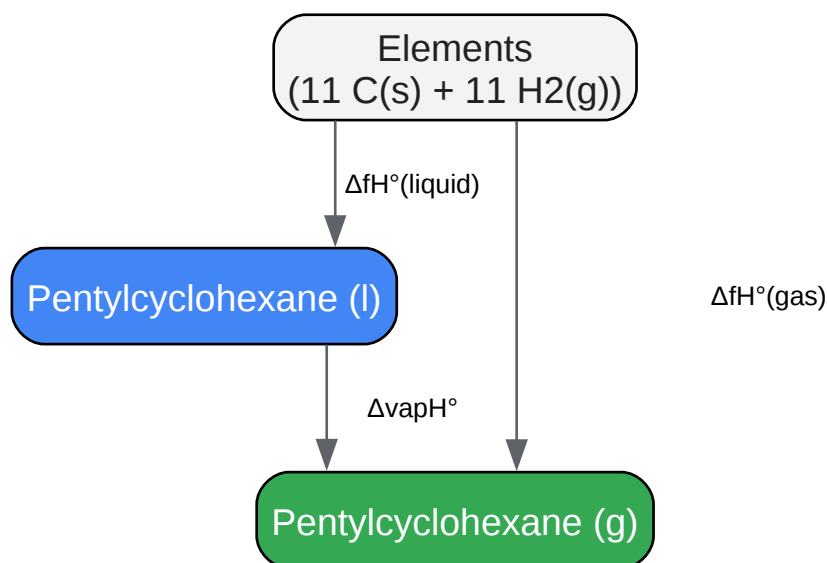 Elements
(11 C(s) + 11 H2(g))
ΔfH°(liquid)
Pentylcyclohexane (l)
ΔfH°(gas)
ΔvapH°
Pentylcyclohexane (g)